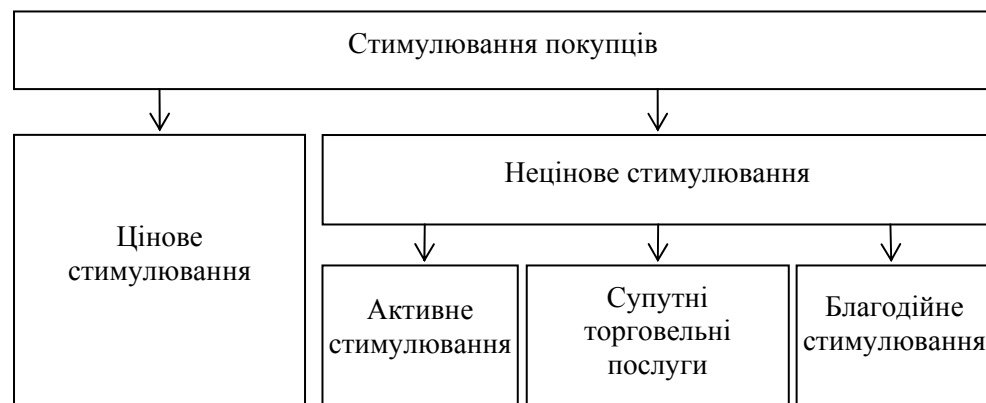 Стимулювання покупців
Нецінове стимулювання
Цінове
стимулювання
Активне
стимулювання
Супутні
торговельні
послуги
Благодійне
стимулювання